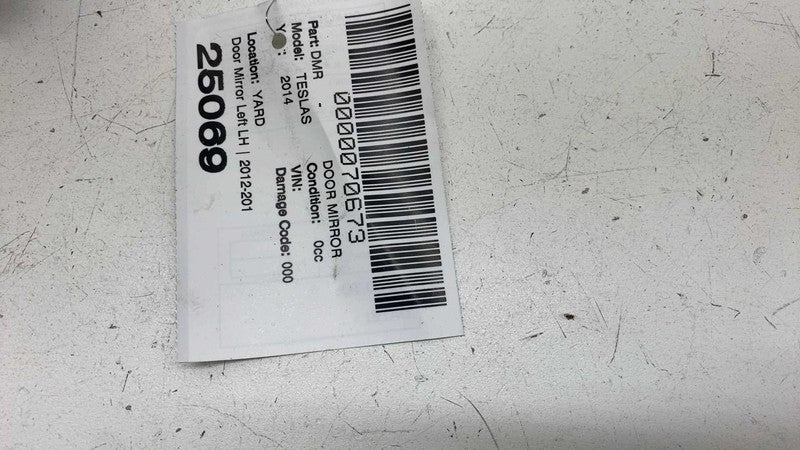 0000070673
Part: DMR - DOOR MIRROR
Model: TESLAS Condition: 0cc
Y : 2014 VIN:
Damage Code: 000
Location: YARD
Door Mirror Left LH | 2012-201
25069